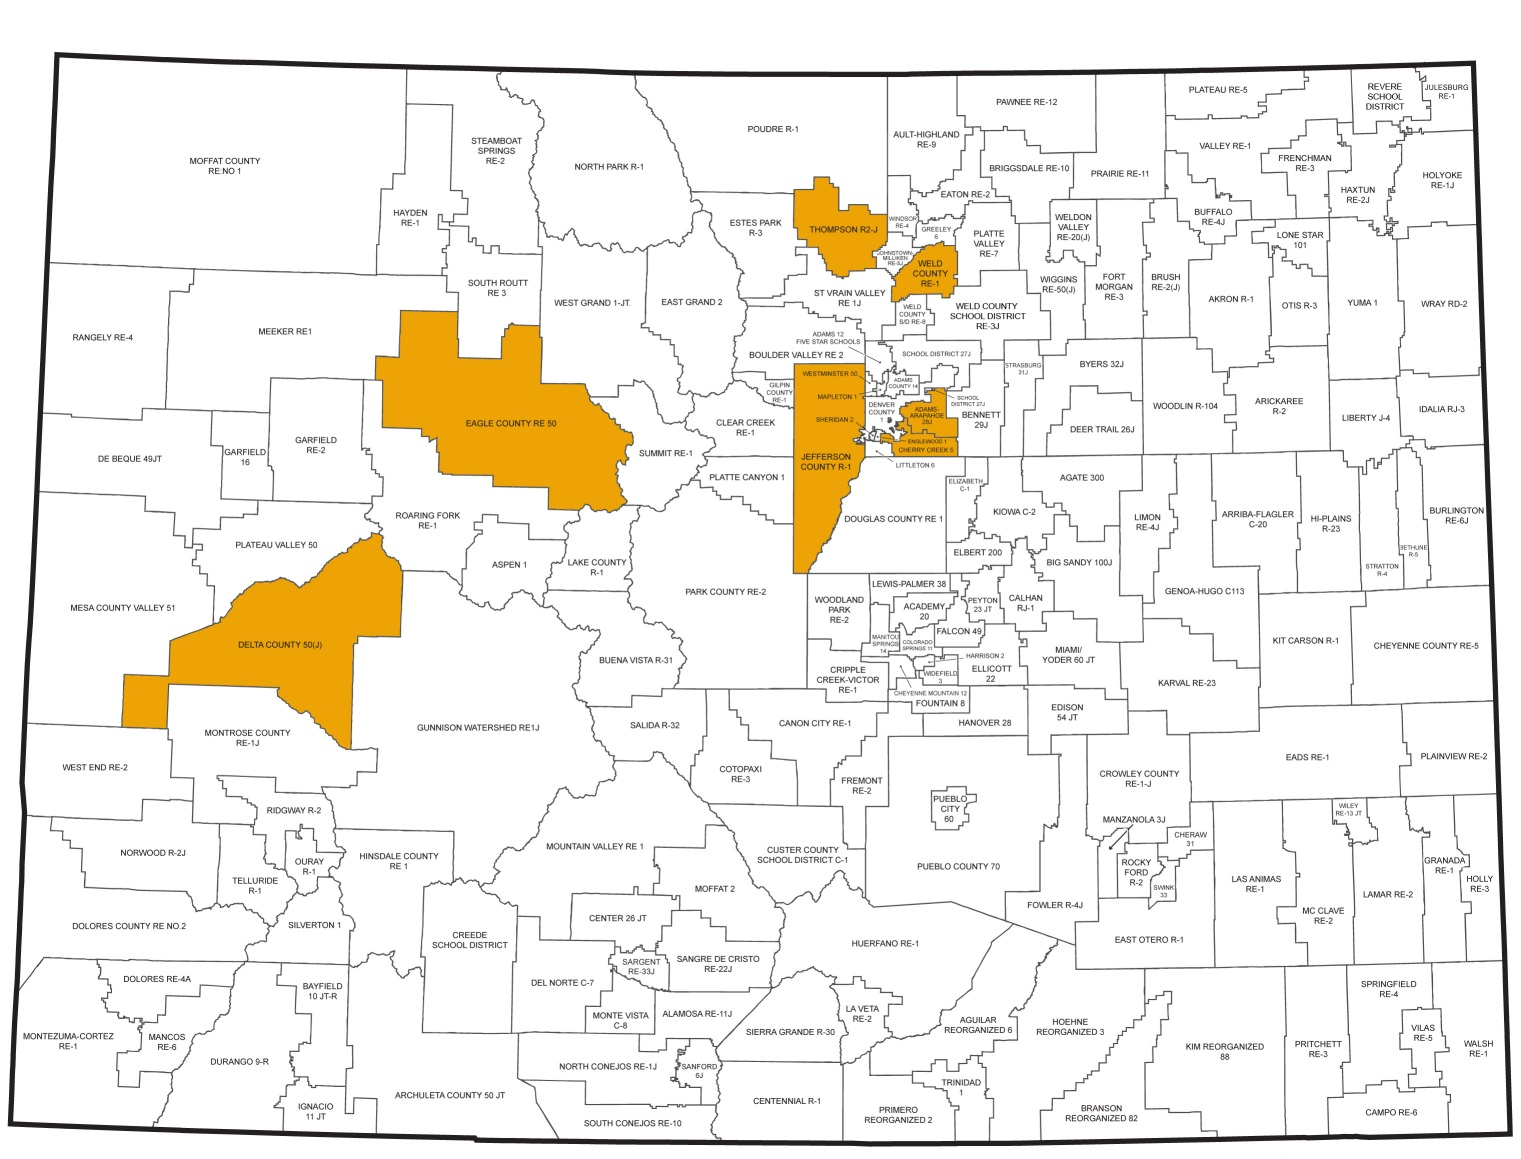 MOFFAT COUNTY
RE:NO 1
HAYDEN
RE-1
STEAMBOAT
SPRINGS
RE-2
NORTH PARK R-1
POUDRE R-1
AULT-HIGHLAND
RE-9
PAWNEE RE-12
BRIGGSDALE RE-10
PRAIRIE RE-11
PLATEAU RE-5
VALLEY RE-1
REVERE
SCHOOL
DISTRICT
JULESBURG
RE-1
FRENCHMAN
RE-3
HAXTUN
RE-2J
HOLYOKE
RE-1J
ESTES PARK
R-3
THOMPSON R2-J
WINDSOR
RE-4
EATON RE-2
GREELEY
6
JOHNSTOWN-
MILLIKEN
RE-5J
WELD
COUNTY
RE-1
PLATTE
VALLEY
RE-7
WELDON
VALLEY
RE-20(J)
BUFFALO
RE-4J
LONE STAR
101
RANGELY RE-4
MEEKER RE1
SOUTH ROUTT
RE 3
WEST GRAND 1-JT.
EAST GRAND 2
ST VRAIN VALLEY
RE 1J
WELD
COUNTY
S/D RE-8
WELD COUNTY
SCHOOL DISTRICT
RE-3J
WIGGINS
RE-50(J)
FORT
MORGAN
RE-3
BRUSH
RE-2(J)
AKRON R-1
OTIS R-3
YUMA 1
WRAY RD-2
ADAMS 12
FIVE STAR SCHOOLS
BOULDER VALLEY RE 2
SCHOOL DISTRICT 27J
STRASBURG
31J
BYERS 32J
WESTMINSTER 50
ADAMS
COUNTY 14
GILPIN
COUNTY
RE-1
MAPLETON 1
SCHOOL
DISTRICT 27J
DENVER
COUNTY
1
ADAMS-
ARAPAHOE
28J
BENNETT
29J
SHERIDAN 2
ENGLEWOOD 1
CHERRY CREEK 5
LITTLETON 6
DEER TRAIL 26J
WOODLIN R-104
ARICKAREE
R-2
LIBERTY J-4
IDALIA RJ-3
EAGLE COUNTY RE 50
CLEAR CREEK
RE-1
SUMMIT RE-1
JEFFERSON
COUNTY R-1
PLATTE CANYON 1
DE BEQUE 49JT
GARFIELD
16
GARFIELD
RE-2
ROARING FORK
RE-1
PLATEAU VALLEY 50
ASPEN 1
LAKE COUNTY
R-1
DOUGLAS COUNTY RE 1
ELIZABETH
C-1
KIOWA C-2
AGATE 300
ELBERT 200
BIG SANDY 100J
LIMON
RE-4J
ARRIBA-FLAGLER
C-20
HI-PLAINS
R-23
STRATTON
R-4
BETHUNE
R-5
BURLINGTON
RE-6J
GENOA-HUGO C113
MESA COUNTY VALLEY 51
DELTA COUNTY 50(J)
PARK COUNTY RE-2
WOODLAND
PARK
RE-2
LEWIS-PALMER 38
ACADEMY
20
PEYTON
23 JT
CALHAN
RJ-1
MANITOU
SPRINGS
14
COLORADO
SPRINGS 11
FALCON 49
HARRISON 2
WIDEFIELD
3
ELLICOTT
22
MIAMI/
YODER 60 JT
CHEYENNE MOUNTAIN 12
FOUNTAIN 8
CRIPPLE
CREEK-VICTOR
RE-1
HANOVER 28
EDISON
54 JT
KARVAL RE-23
KIT CARSON R-1
CHEYENNE COUNTY RE-5
BUENA VISTA R-31
GUNNISON WATERSHED RE1J
SALIDA R-32
MONTROSE COUNTY
RE-1J
WEST END RE-2
COTOPAXI
RE-3
CANON CITY RE-1
FREMONT
RE-2
PUEBLO
CITY
60
PUEBLO COUNTY 70
CROWLEY COUNTY
RE-1-J
EADS RE-1
PLAINVIEW RE-2
MANZANOLA 3J
CHERAW
31
ROCKY
FORD
R-2
SWINK
33
FOWLER R-4J
EAST OTERO R-1
LAS ANIMAS
RE-1
MC CLAVE
RE-2
WILEY
RE-13 JT
LAMAR RE-2
GRANADA
RE-1
HOLLY
RE-3
RIDGWAY R-2
NORWOOD R-2J
TELLURIDE
R-1
OURAY
R-1
HINSDALE COUNTY
RE 1
MOUNTAIN VALLEY RE 1
MOFFAT 2
CUSTER COUNTY
SCHOOL DISTRICT C-1
DOLORES COUNTY RE NO.2
SILVERTON 1
CREEDE
SCHOOL DISTRICT
CENTER 26 JT
SARGENT
RE-33J
SANGRE DE CRISTO
RE-22J
DEL NORTE C-7
MONTE VISTA
C-8
ALAMOSA RE-11J
HUERFANO RE-1
LA VETA
RE-2
SIERRA GRANDE R-30
AGUILAR
REORGANIZED 6
HOEHNE
REORGANIZED 3
DOLORES RE-4A
MONTEZUMA-CORTEZ
RE-1
MANCOS
RE-6
DURANGO 9-R
BAYFIELD
10 JT-R
IGNACIO
11 JT
ARCHULETA COUNTY 50 JT
NORTH CONEJOS RE-1J
SANFORD
6J
SOUTH CONEJOS RE-10
CENTENNIAL R-1
PRIMERO
REORGANIZED 2
TRINIDAD
1
BRANSON
REORGANIZED 82
KIM REORGANIZED
88
PRITCHETT
RE-3
SPRINGFIELD
RE-4
VILAS
RE-5
WALSH
RE-1
CAMPO RE-6